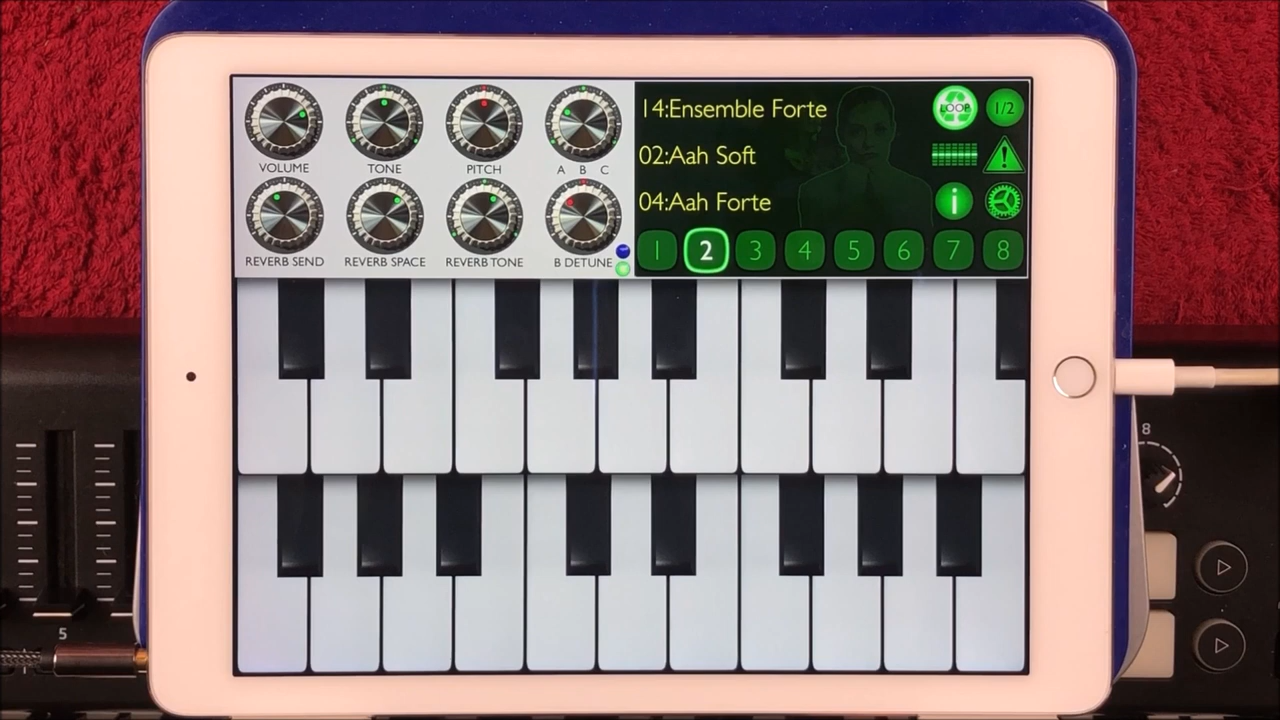 VOLUME TONE PITCH A B C
REVERB SEND REVERB SPACE REVERB TONE B DETUNE
14:Ensemble Forte LOOP 1/2
02:Aah Soft !
04:Aah Forte i
1 2 3 4 5 6 7 8
8
5